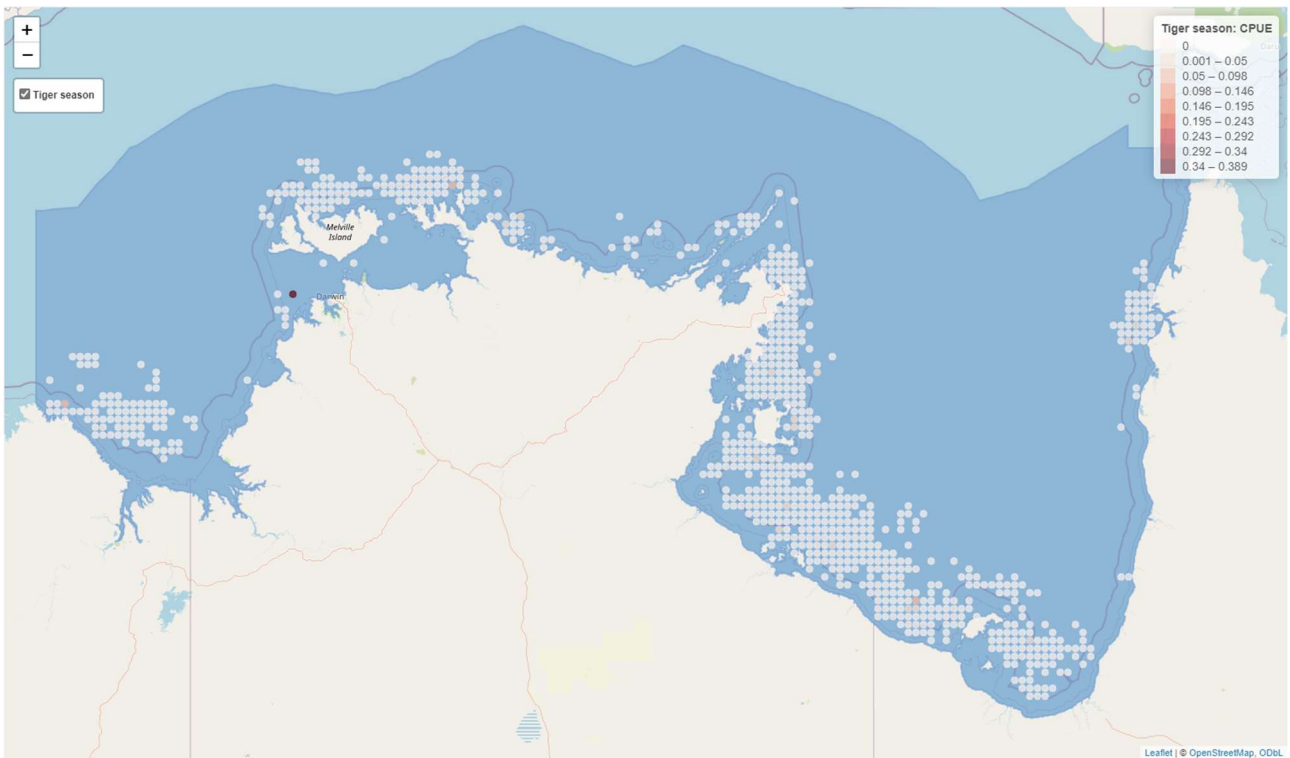 +
−
Tiger season
Tiger season: CPUE
0
0.001 – 0.05
0.05 – 0.098
0.098 – 0.146
0.146 – 0.195
0.195 – 0.243
0.243 – 0.292
0.292 – 0.34
0.34 – 0.389
Melville
Island
Darwin
Leaflet | © OpenStreetMap, ODbL